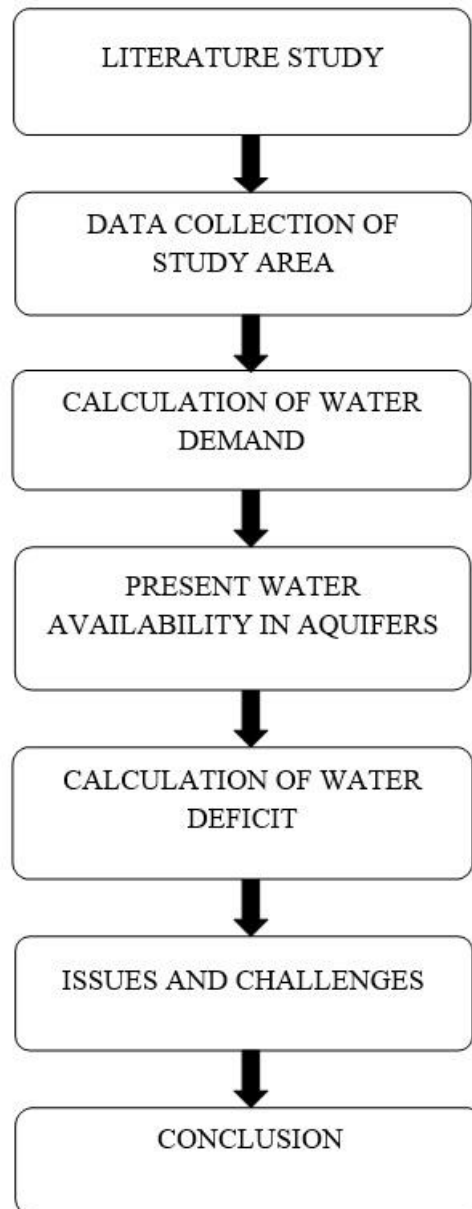 LITERATURE STUDY
DATA COLLECTION OF
STUDY AREA
CALCULATION OF WATER
DEMAND
PRESENT WATER
AVAILABILITY IN AQUIFERS
CALCULATION OF WATER
DEFICIT
ISSUES AND CHALLENGES
CONCLUSION